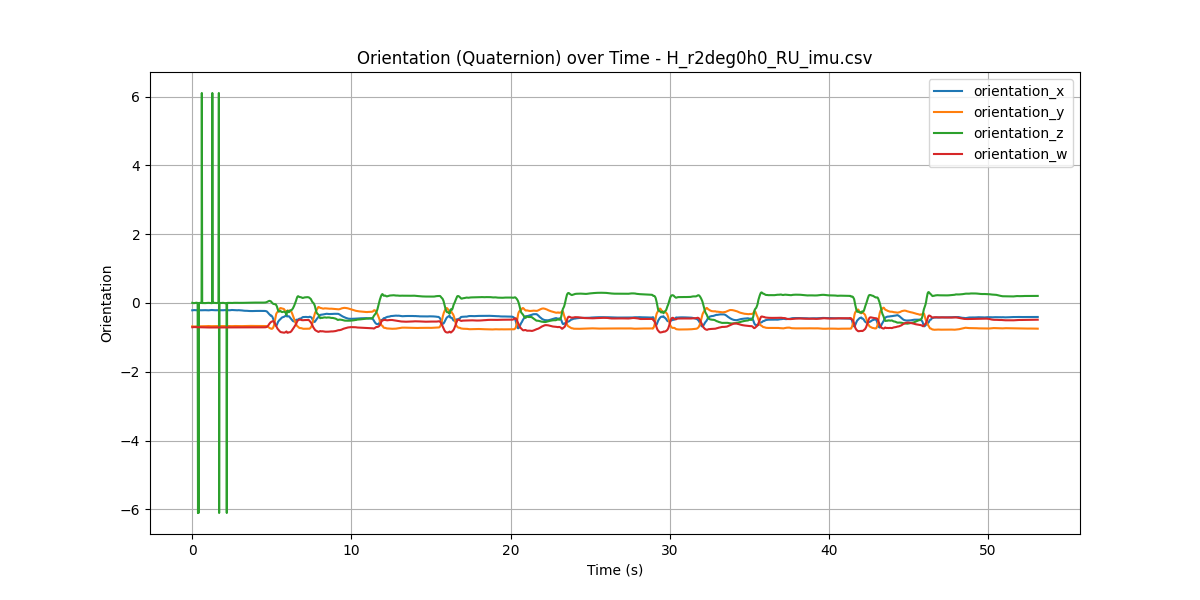 Orientation (Quaternion) over Time - H_r2deg0h0_RU_imu.csv
orientation_x
orientation_y
orientation_z
orientation_w
6
4
2
0
−2
−4
−6
Orientation
0 10 20 30 40 50
Time (s)